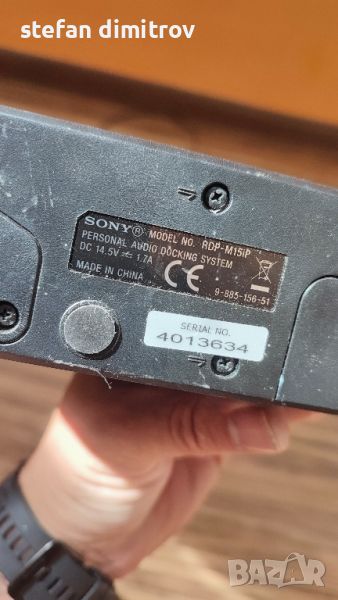 stefan dimitrov
SONY® MODEL NO. RDP-M15iP
PERSONAL AUDIO DOCKING SYSTEM
DC 14.5V 1.7A
MADE IN CHINA
CE
9-885-156-51
SERIAL NO.
4013634
BAZAR